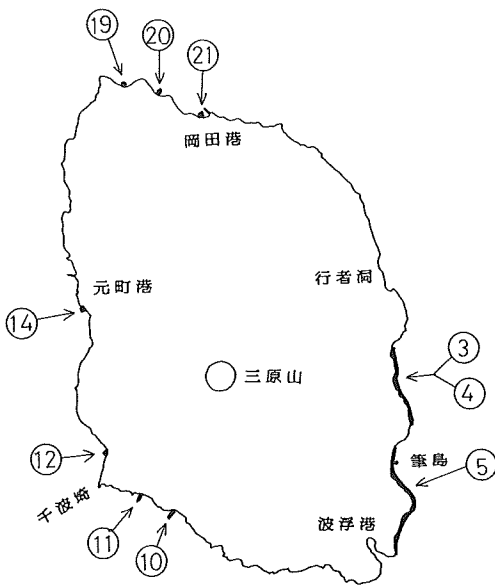 ⑲
⑳
㉑
岡田港
行者洞
元町港
⑭
③
④
三原山
⑫
筆島
⑤
千波埼
波浮港
⑪
⑩